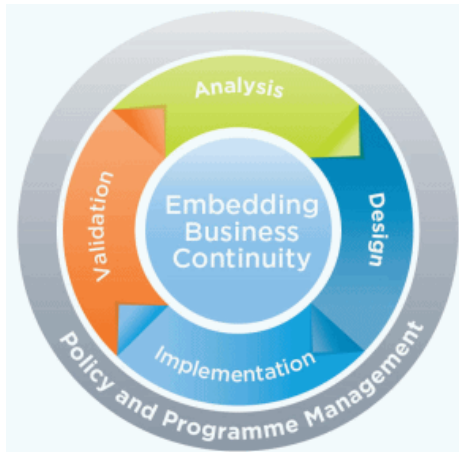 Analysis
Design
Implementation
Validation
Embedding
Business
Continuity
Policy and Programme Management